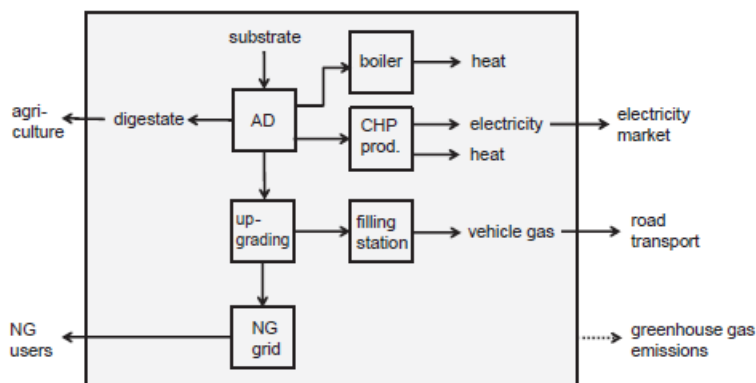 substrate
boiler
heat
agri-
culture
digestate
AD
CHP
prod.
electricity
heat
electricity
market
up-
grading
filling
station
vehicle gas
road
transport
NG
users
NG
grid
greenhouse gas
emissions